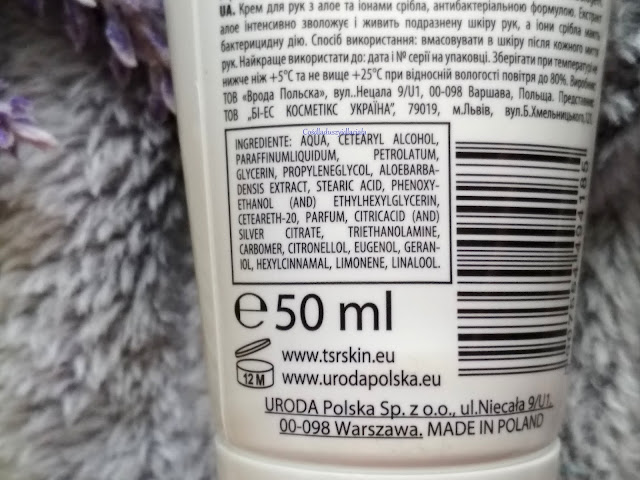 UA. Крем для рук з алое та іонами срібла, антибактеріальною формулою. Екстракт
алое інтенсивно зволожує і живить подразнену шкіру рук, а іони срібла мають
бактерицидну дію. Спосіб використання: вмасовувати в шкіру після кожного миття
рук. Найкраще використати до: дата і № серії на упаковці. Зберігати при температурі не
нижче ніж +5°C та не вище +25°C при відносній вологості повітря до 80%. Вироблено:
ТОВ «Врода Польска», вул..Нецала 9/U1, 00-098 Варшава, Польща. Представник:
ТОВ „БІ-ЕС КОСМЕТІКС УКРАЇНА”, 79019, м.Львів, вул.Б.Хмельницького,
INGREDIENTE: AQUA, CETEARYL ALCOHOL,
PARAFFINUMLIQUIDUM, PETROLATUM,
GLYCERIN, PROPYLENEGLYCOL, ALOEBARBA-
DENSIS EXTRACT, STEARIC ACID, PHENOXY-
ETHANOL (AND) ETHYLHEXYLGLYCERIN,
CETEARETH-20, PARFUM, CITRICACID (AND)
SILVER CITRATE, TRIETHANOLAMINE,
CARBOMER, CITRONELLOL, EUGENOL, GERAN-
IOL, HEXYLCINNAMAL, LIMONENE, LINALOOL.
℮ 50 ml
12 M
www.tsrskin.eu
www.urodapolska.eu
URODA Polska Sp. z o.o., ul.Niecała 9/U1,
00-098 Warszawa. MADE IN POLAND